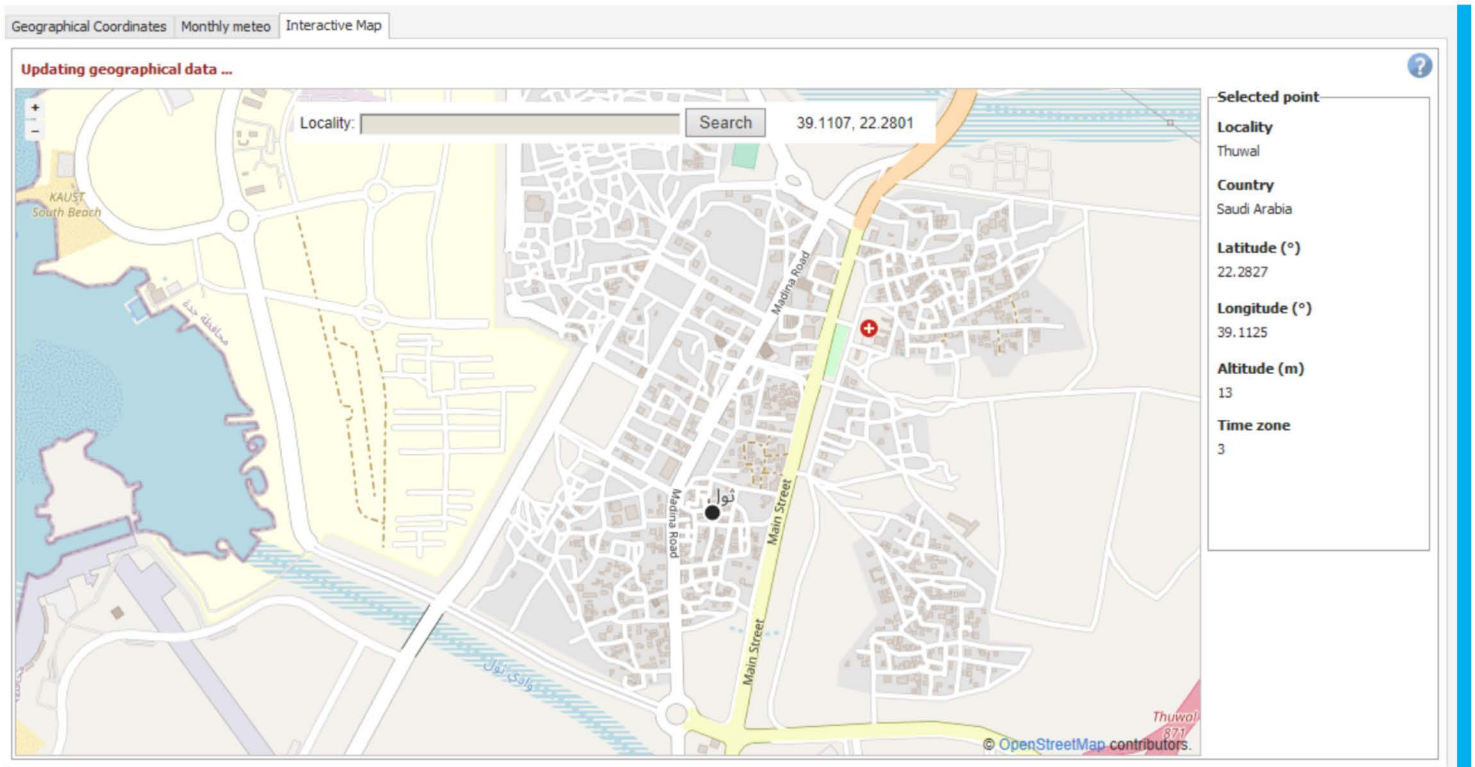 Geographical Coordinates Monthly meteo Interactive Map
Updating geographical data ...
?
+
−
Locality: Search 39.1107, 22.2801
KAUST
South Beach
محافظة جدة
Madina Road
ثول
Madina Road
Main Street
Main Street
وادي ثول
Thuwal
871
© OpenStreetMap contributors.
Selected point
Locality
Thuwal
Country
Saudi Arabia
Latitude (°)
22.2827
Longitude (°)
39.1125
Altitude (m)
13
Time zone
3